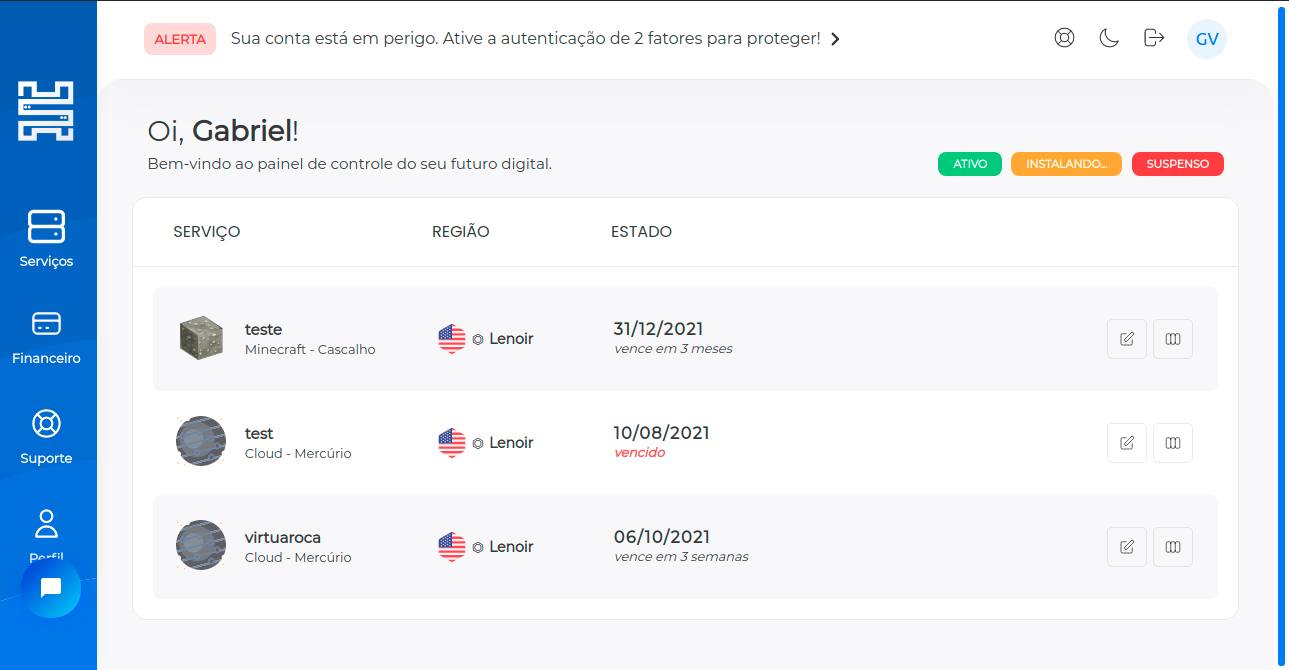 ALERTA Sua conta está em perigo. Ative a autenticação de 2 fatores para proteger!
GV
Oi, Gabriel!
Bem-vindo ao painel de controle do seu futuro digital.
ATIVO INSTALANDO... SUSPENSO
Serviços
Financeiro
Suporte
Perfil
SERVIÇO REGIÃO ESTADO
teste
Minecraft - Cascalho
Lenoir
31/12/2021
vence em 3 meses
test
Cloud - Mercúrio
Lenoir
10/08/2021
vencido
virtuaroca
Cloud - Mercúrio
Lenoir
06/10/2021
vence em 3 semanas